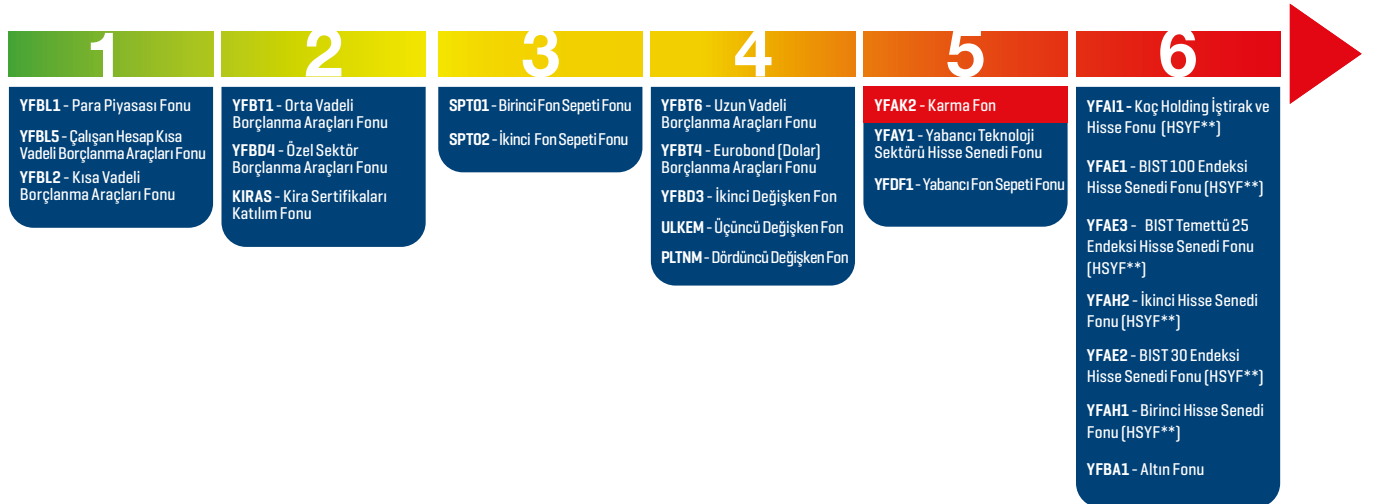 1
YFBL1 - Para Piyasası Fonu
YFBL5 - Çalışan Hesap Kısa
Vadeli Borçlanma Araçları Fonu
YFBL2 - Kısa Vadeli
Borçlanma Araçları Fonu
2
YFBT1 - Orta Vadeli
Borçlanma Araçları Fonu
YFBD4 - Özel Sektör
Borçlanma Araçları Fonu
KIRAS - Kira Sertifikaları
Katılım Fonu
3
SPT01 - Birinci Fon Sepeti Fonu
SPT02 - İkinci Fon Sepeti Fonu
4
YFBT6 - Uzun Vadeli
Borçlanma Araçları Fonu
YFBT4 - Eurobond (Dolar)
Borçlanma Araçları Fonu
YFBD3 - İkinci Değişken Fon
ULKEM - Üçüncü Değişken Fon
PLTNM - Dördüncü Değişken Fon
5
YFAK2 - Karma Fon
YFAY1 - Yabancı Teknoloji
Sektörü Hisse Senedi Fonu
YFDF1 - Yabancı Fon Sepeti Fonu
6
YFAI1 - Koç Holding İştirak ve
Hisse Fonu (HSYF**)
YFAE1 - BIST 100 Endeksi
Hisse Senedi Fonu (HSYF**)
YFAE3 - BIST Temettü 25
Endeksi Hisse Senedi Fonu
(HSYF**)
YFAH2 - İkinci Hisse Senedi
Fonu (HSYF**)
YFAE2 - BIST 30 Endeksi
Hisse Senedi Fonu (HSYF**)
YFAH1 - Birinci Hisse Senedi
Fonu (HSYF**)
YFBA1 - Altın Fonu